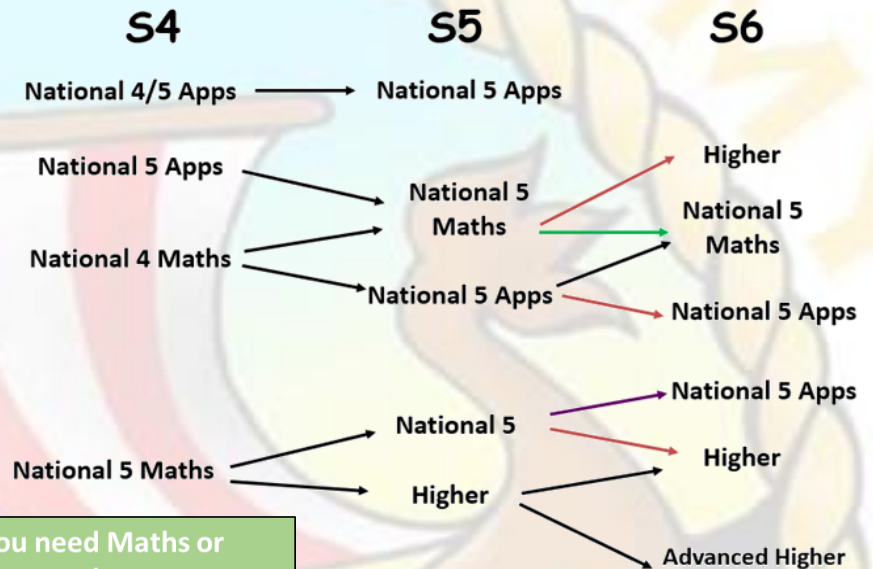 S4 S5 S6
National 4/5 Apps National 5 Apps
Higher
National 5 Apps
National 5
Maths
National 5
Maths
National 4 Maths
National 5 Apps
National 5 Apps
National 5 Apps
National 5
Higher
National 5 Maths
Higher
ou need Maths or
Advanced Higher